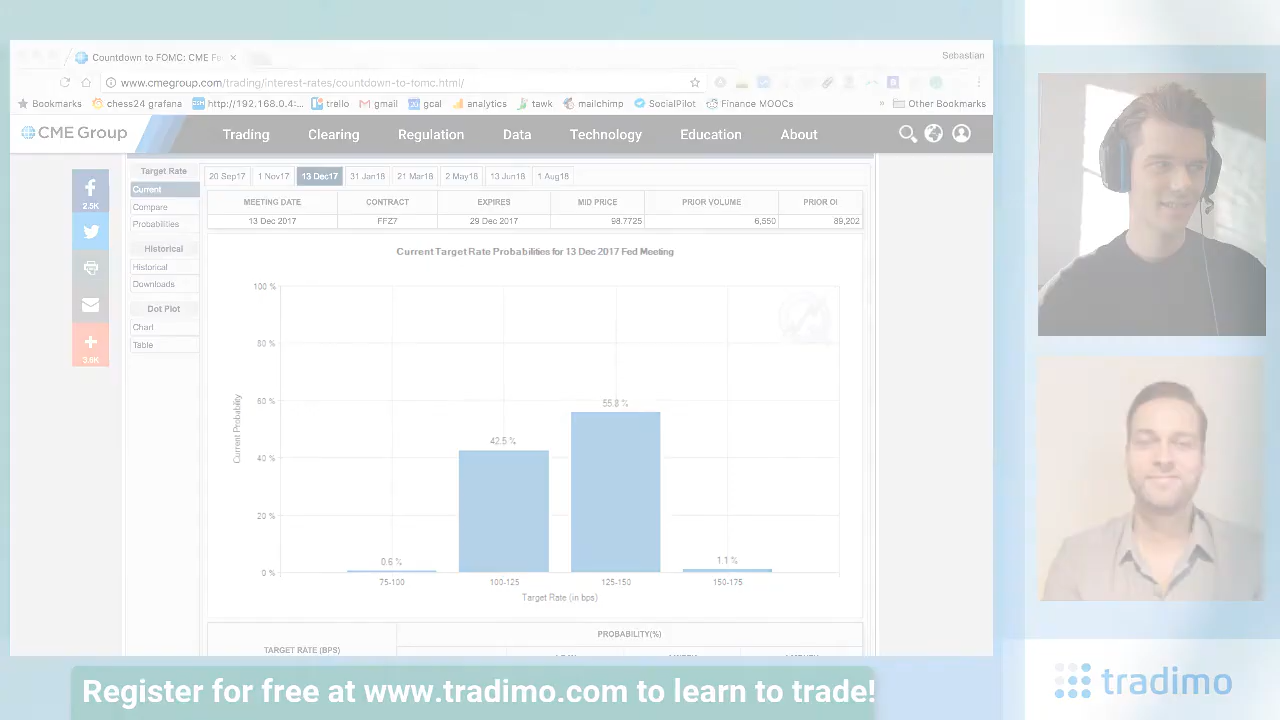 Countdown to FOMC: CME Fe
Sebastian
www.cmegroup.com/trading/interest-rates/countdown-to-fomc.html/
Bookmarks chess24 grafana http://192.168.0.4:... trello gmail gcal analytics tawk mailchimp SocialPilot Finance MOOCs » Other Bookmarks
CME Group Trading Clearing Regulation Data Technology Education About
Target Rate
Current
Compare
Probabilities
Historical
Historical
Downloads
Dot Plot
Chart
Table
2.5K
3.6K
20 Sep17 1 Nov17 13 Dec17 31 Jan18 21 Mar18 2 May18 13 Jun18 1 Aug18
MEETING DATE CONTRACT EXPIRES MID PRICE PRIOR VOLUME PRIOR OI
13 Dec 2017 FFZ7 29 Dec 2017 98.7725 6,550 89,202
Current Target Rate Probabilities for 13 Dec 2017 Fed Meeting
Current Probability
100 %
80 %
60 %
40 %
20 %
0 %
0.6 %
42.5 %
55.8 %
1.1 %
75-100 100-125 125-150 150-175
Target Rate (in bps)
TARGET RATE (BPS)
PROBABILITY(%)
Register for free at www.tradimo.com to learn to trade!
tradimo